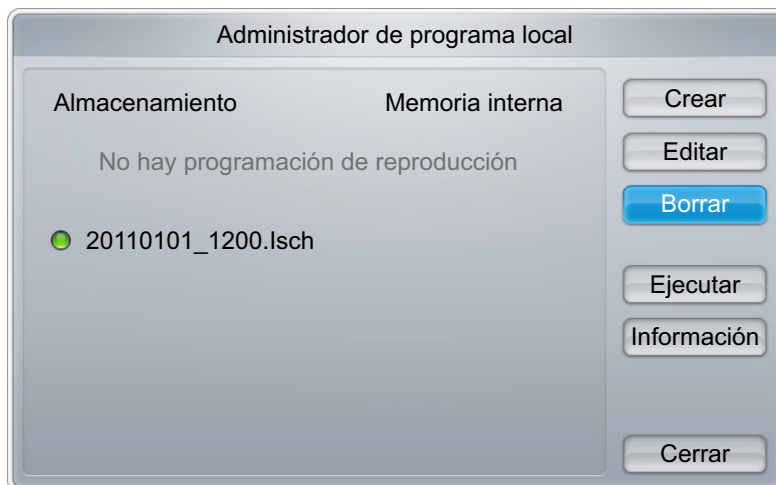 Administrador de programa local
Almacenamiento Memoria interna
No hay programación de reproducción
20110101_1200.lsch
Crear
Editar
Borrar
Ejecutar
Información
Cerrar